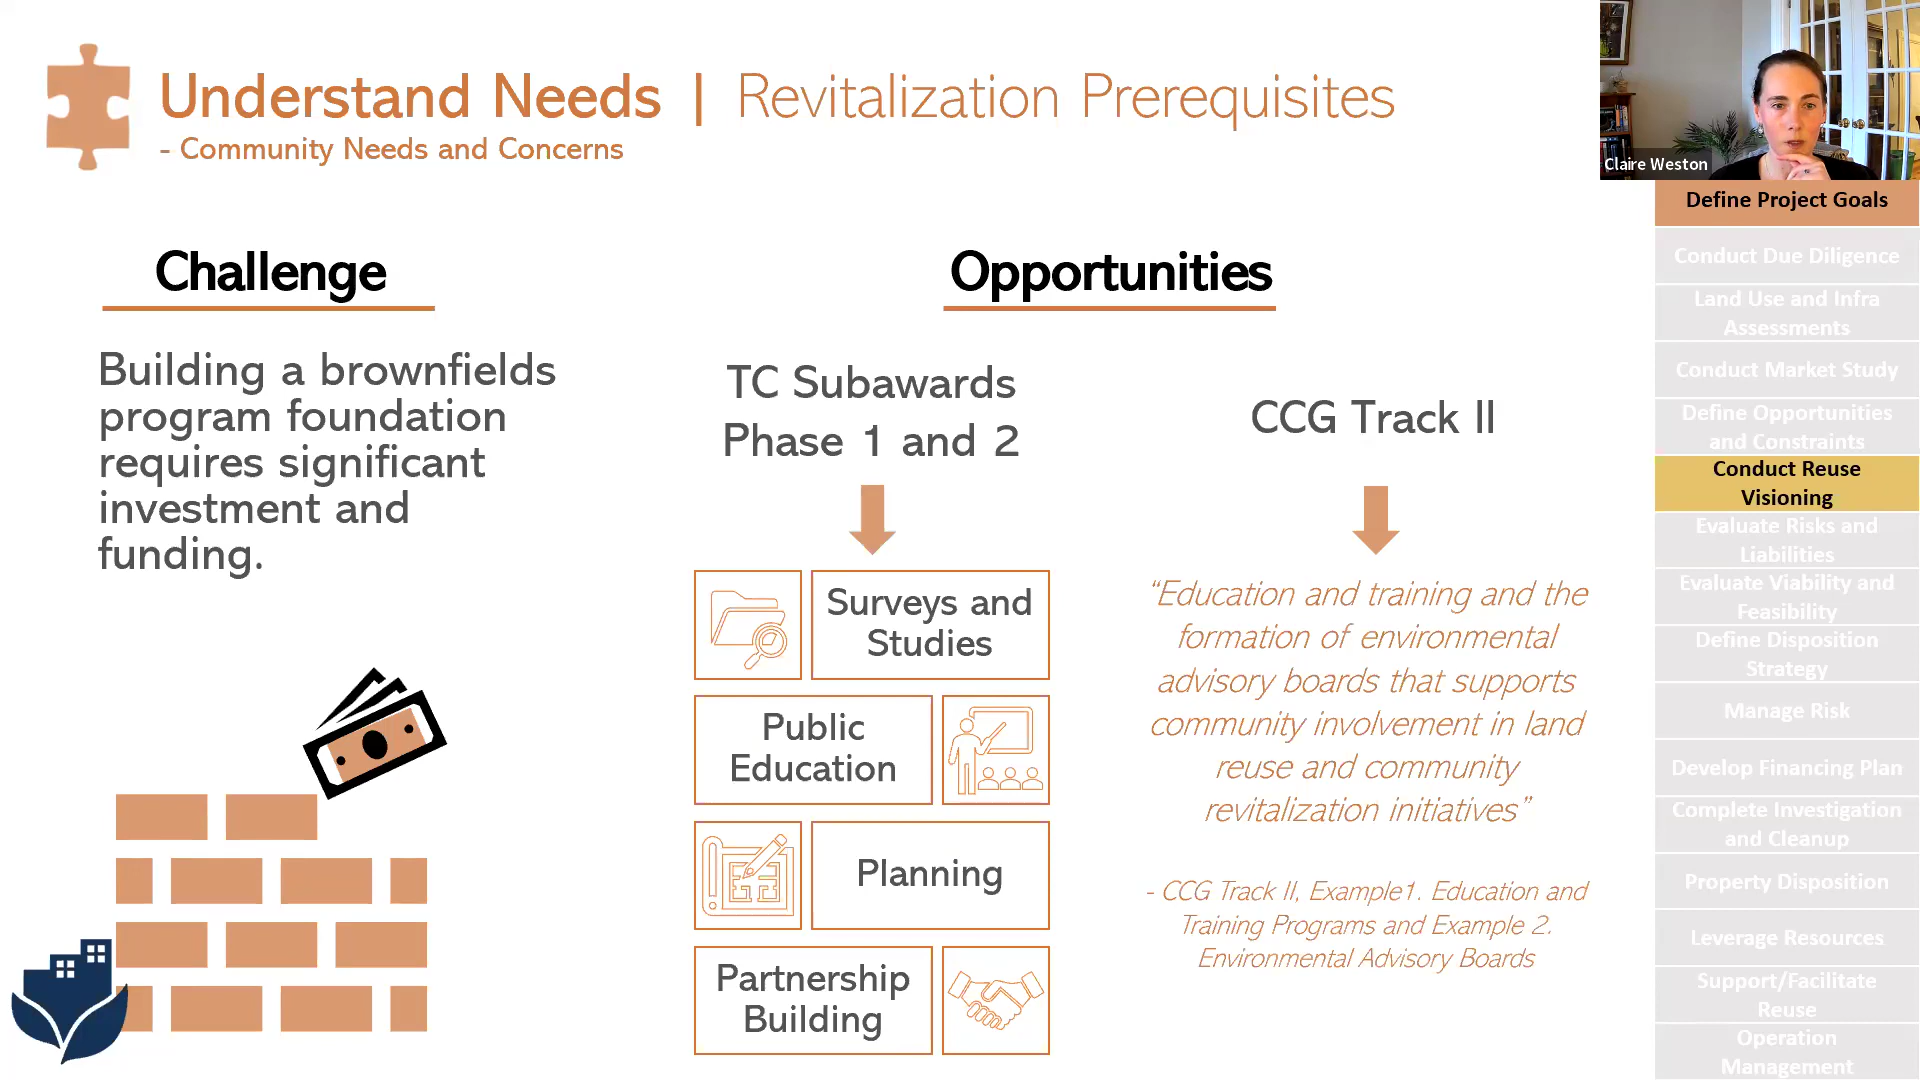 Understand Needs | Revitalization Prerequisites
- Community Needs and Concerns
Claire Weston
Challenge
Building a brownfields
program foundation
requires significant
investment and
funding.
Opportunities
TC Subawards
Phase 1 and 2
Surveys and
Studies
Public
Education
Planning
Partnership
Building
CCG Track II
“Education and training and the
formation of environmental
advisory boards that supports
community involvement in land
reuse and community
revitalization initiatives”
- CCG Track II, Example1. Education and
Training Programs and Example 2.
Environmental Advisory Boards
Define Project Goals
Conduct Due Diligence
Land Use and Infra
Assessments
Conduct Market Study
Define Opportunities
and Constraints
Conduct Reuse
Visioning
Evaluate Risks and
Liabilities
Evaluate Viability and
Feasibility
Define Disposition
Strategy
Manage Risk
Develop Financing Plan
Complete Investigation
and Cleanup
Property Disposition
Leverage Resources
Support/Facilitate
Reuse
Operation
Management